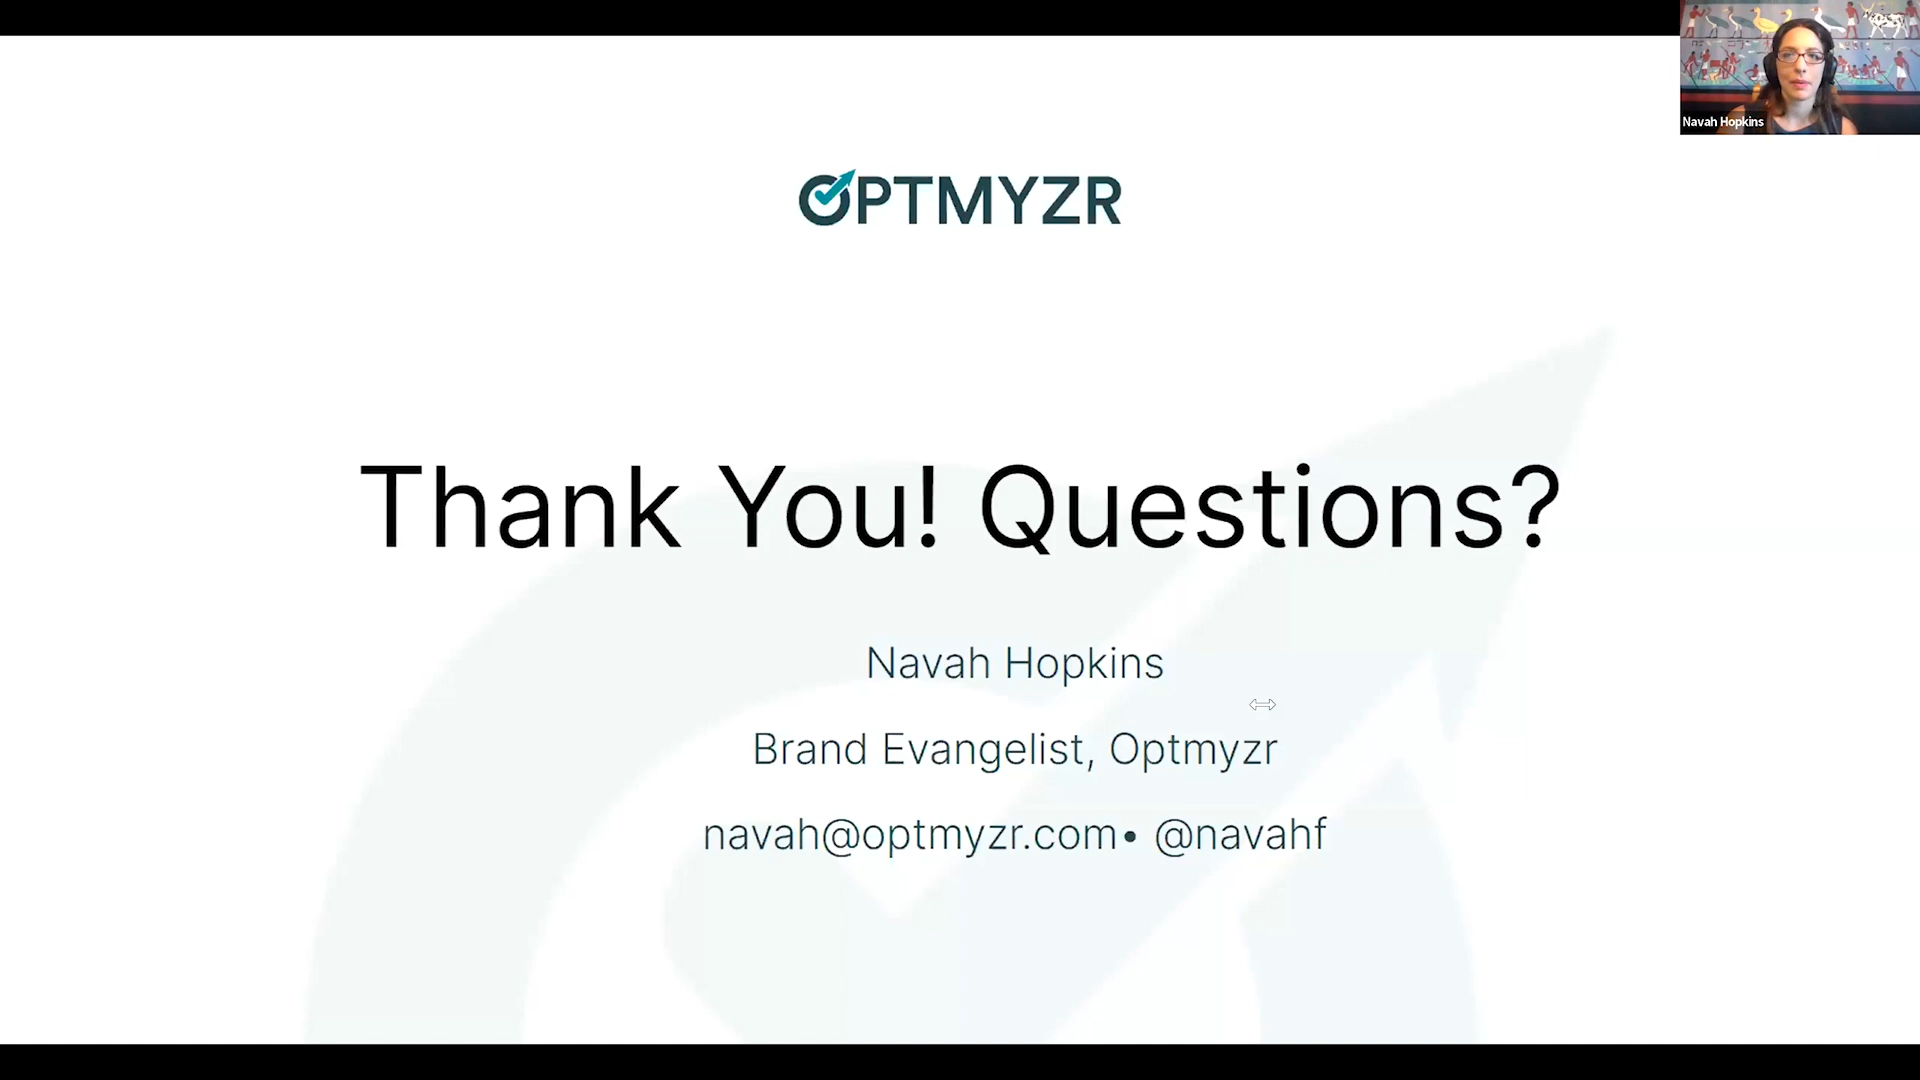 Navah Hopkins
OPTMYZR
Thank You! Questions?
Navah Hopkins
Brand Evangelist, Optmyzr
navah@optmyzr.com• @navahf